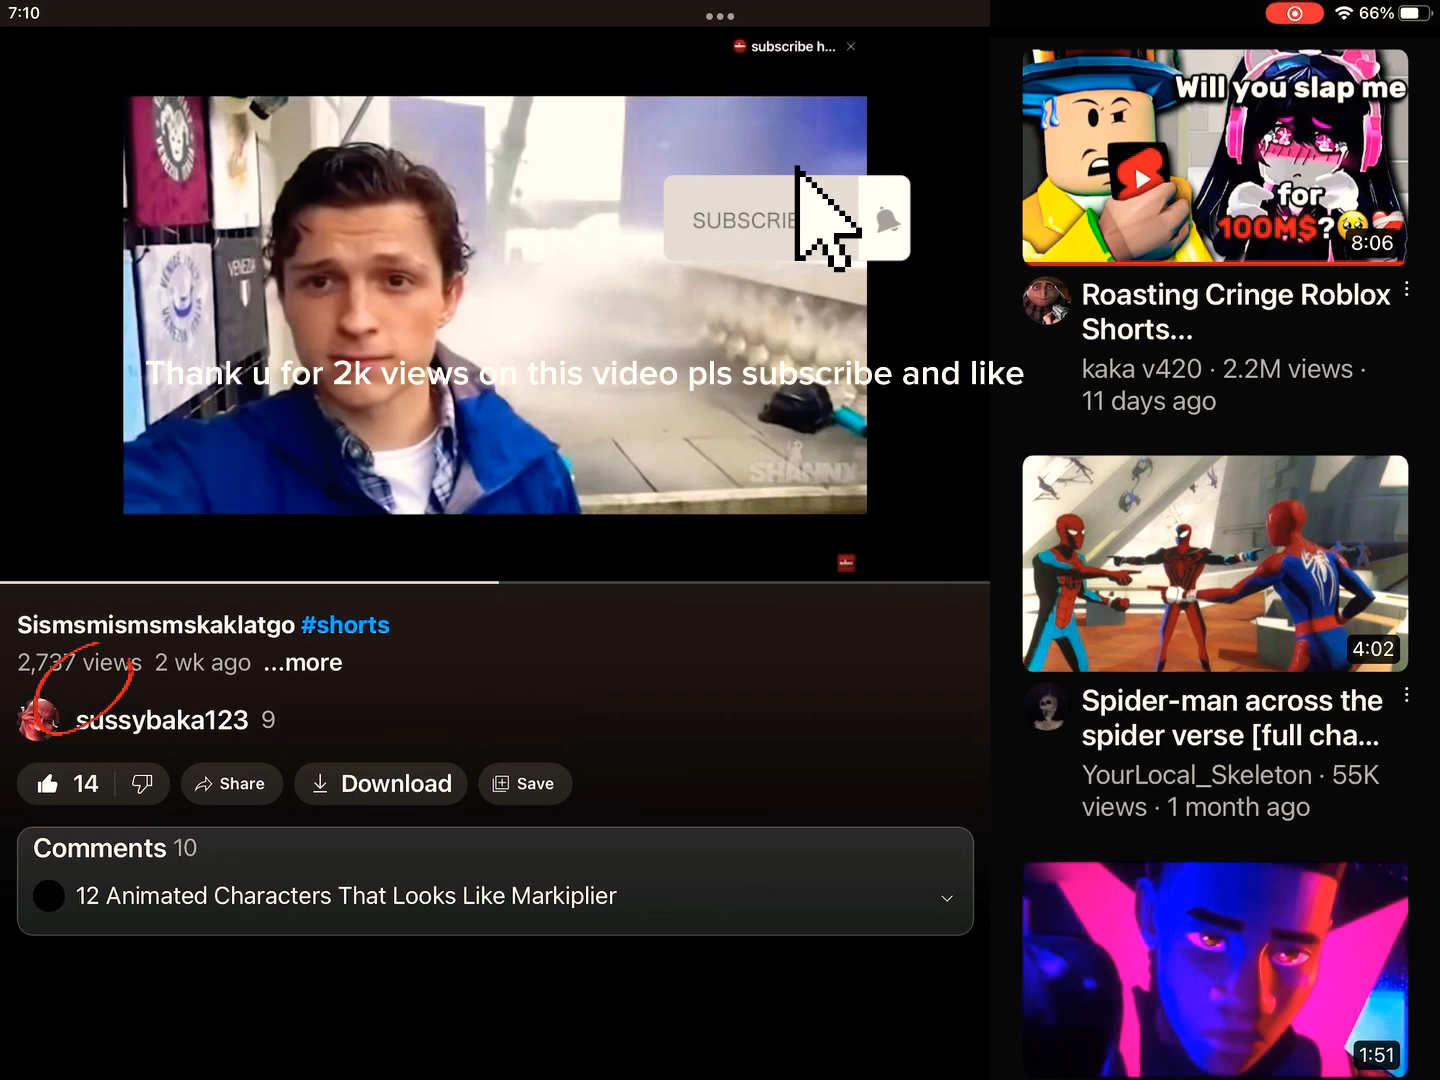 7:10
66%
subscribe h...
SUBSCRIBE
Thank u for 2k views on this video pls subscribe and like
SHANNX
Sismsmismsmskaklatgo #shorts
2,737 views 2 wk ago ...more
sussybaka123 9
14
Share
Download
Save
Comments 10
12 Animated Characters That Looks Like Markiplier
Will you slap me
for
100M$?
8:06
Roasting Cringe Roblox
Shorts...
kaka v420 · 2.2M views ·
11 days ago
4:02
Spider-man across the
spider verse [full cha...
YourLocal_Skeleton · 55K
views · 1 month ago
1:51